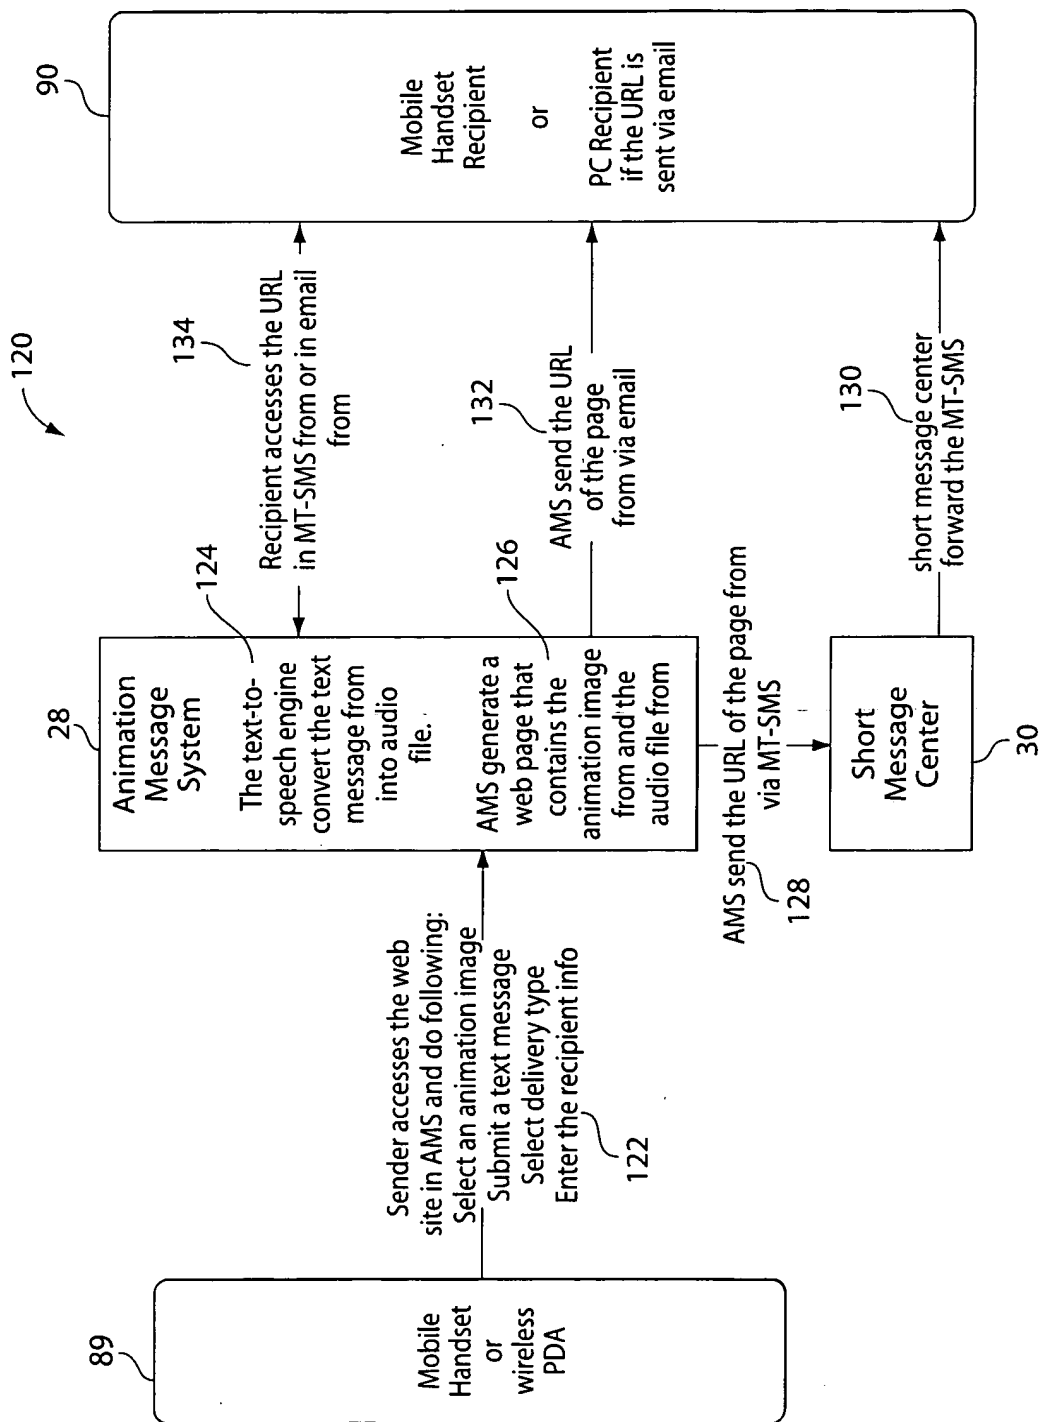 120
89
Mobile
Handset
or
wireless
PDA
Sender accesses the web
site in AMS and do following:
Select an animation image
Submit a text message
Select delivery type
Enter the recipient info
122
28
Animation
Message
System
The text-to-
speech engine
convert the text
message from
into audio
file.
124
AMS generate a
web page that
contains the
animation image
from and the
audio file from
126
AMS send the URL of the page from
via MT-SMS
128
Short
Message
Center
30
134
Recipient accesses the URL
in MT-SMS from or in email
from
132
AMS send the URL
of the page
from via email
130
short message center
forward the MT-SMS
90
Mobile
Handset
Recipient
or
PC Recipient
if the URL is
sent via email